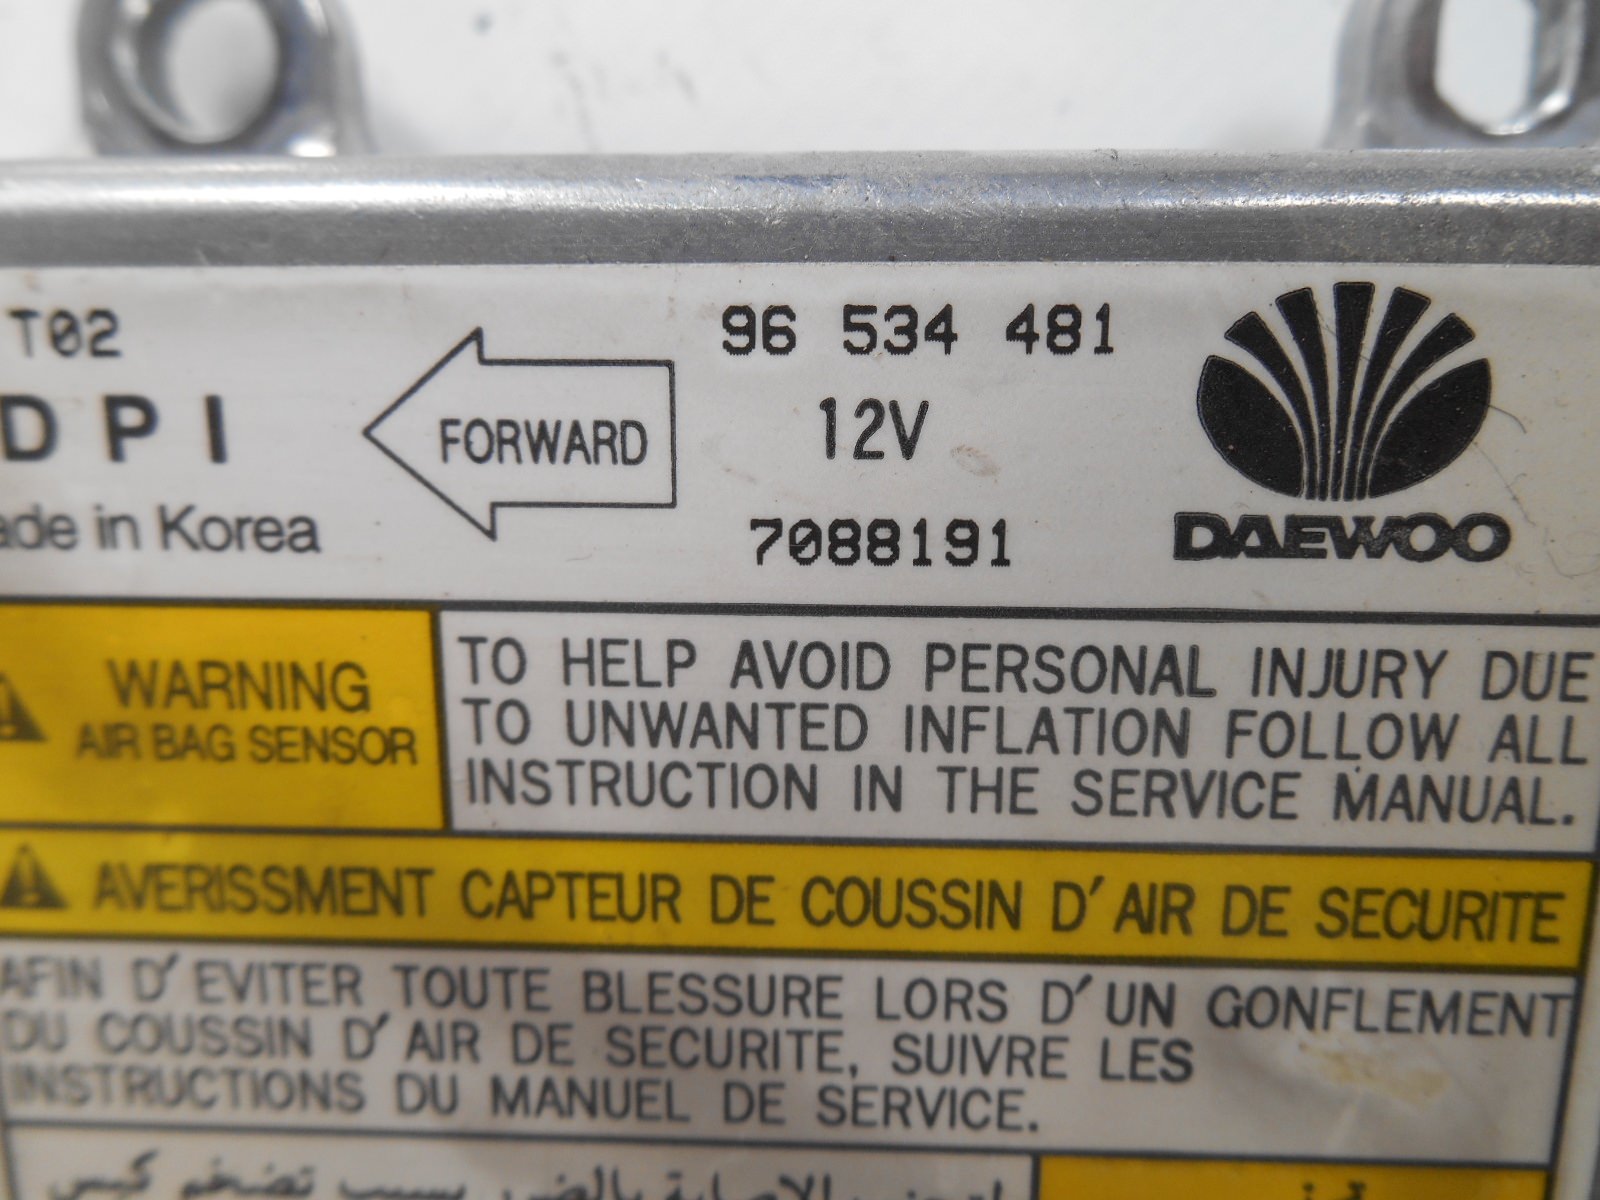 T02
DPI
FORWARD
96 534 481
12V
7088191
DAEWOO
in Korea
WARNING
AIR BAG SENSOR
TO HELP AVOID PERSONAL INJURY DUE
TO UNWANTED INFLATION FOLLOW ALL
INSTRUCTION IN THE SERVICE MANUAL.
AVERISSMENT CAPTEUR DE COUSSIN D'AIR DE SECURITE
AFIN D'EVITER TOUTE BLESSURE LORS D'UN GONFLEMENT
DU COUSSIN D'AIR DE SECURITE, SUIVRE LES
INSTRUCTIONS DU MANUEL DE SERVICE.